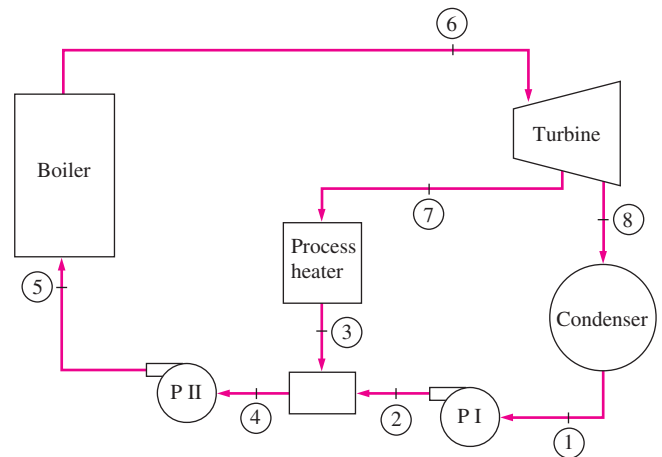 6
Turbine
Boiler
7
8
Process
heater
5
Condenser
3
P II
4
2
P I
1